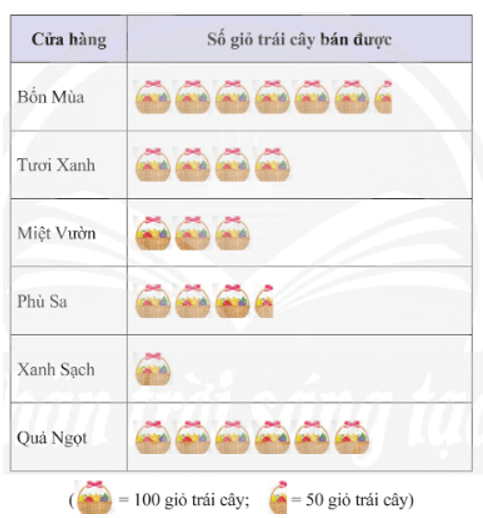 Cửa hàng Số giỏ trái cây bán được
Bốn Mùa
Tươi Xanh
Miệt Vườn
Phù Sa
Xanh Sạch
Quả Ngọt
( = 100 giỏ trái cây; = 50 giỏ trái cây)